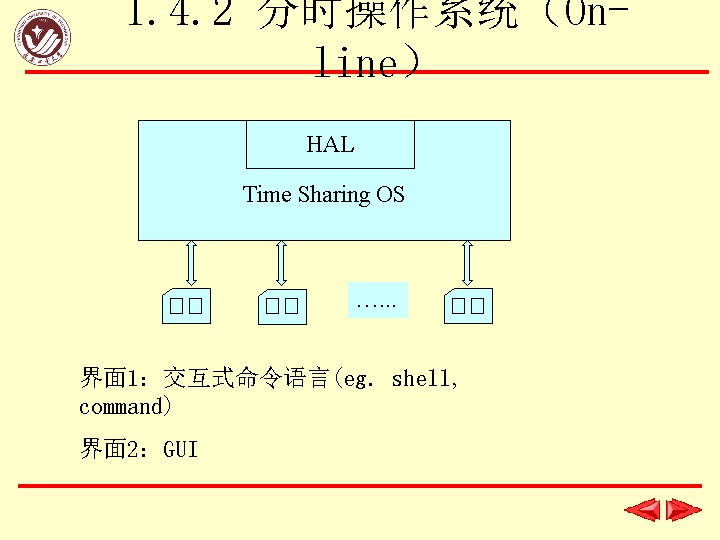 1.4.2 分时操作系统（On-
line）
HAL
Time Sharing OS
…...
界面1：交互式命令语言(eg. shell,
command)
界面2：GUI